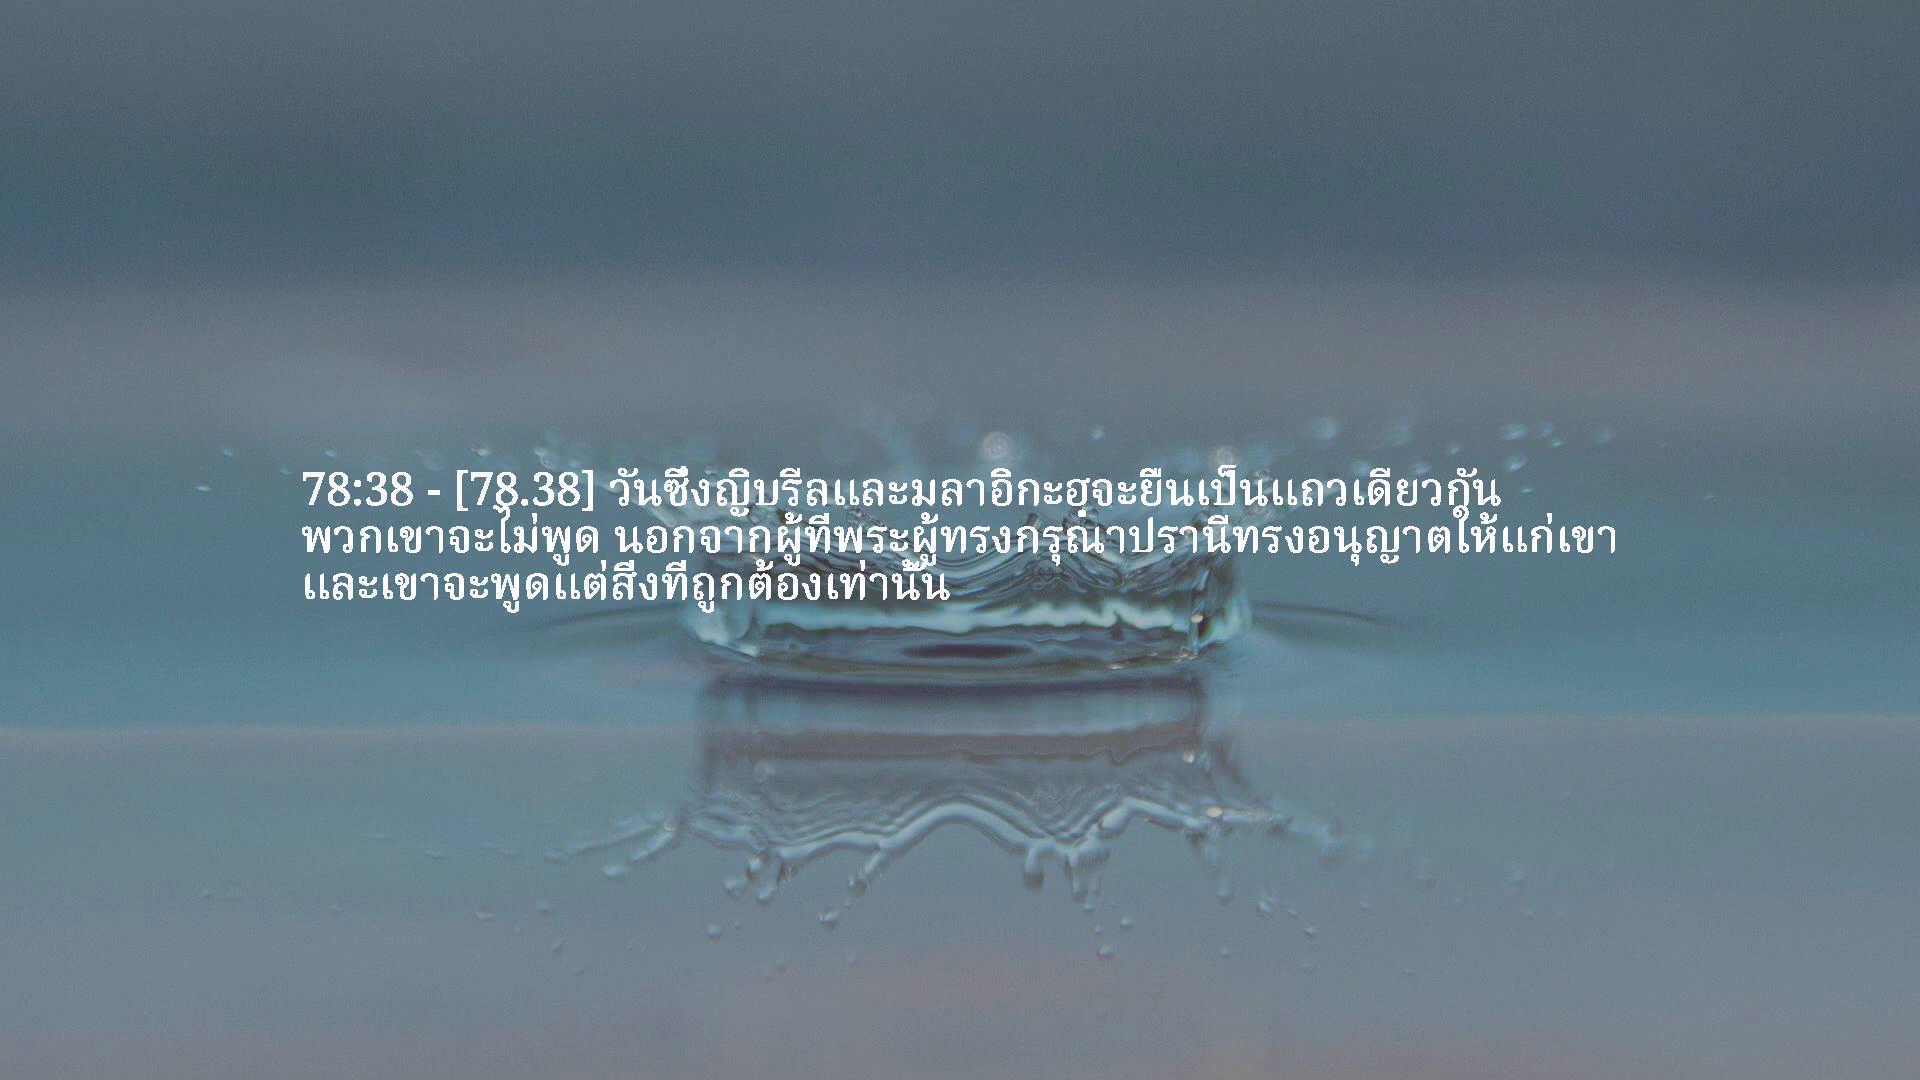 78:38 - [78.38] วันซึ่งญิบรีลและมลาอิกะฮฺจะยืนเป็นแถวเดียวกัน
พวกเขาจะไม่พูด นอกจากผู้ที่พระผู้ทรงกรุณาปรานีทรงอนุญาตให้แก่เขา
และเขาจะพูดแต่สิ่งที่ถูกต้องเท่านั้น